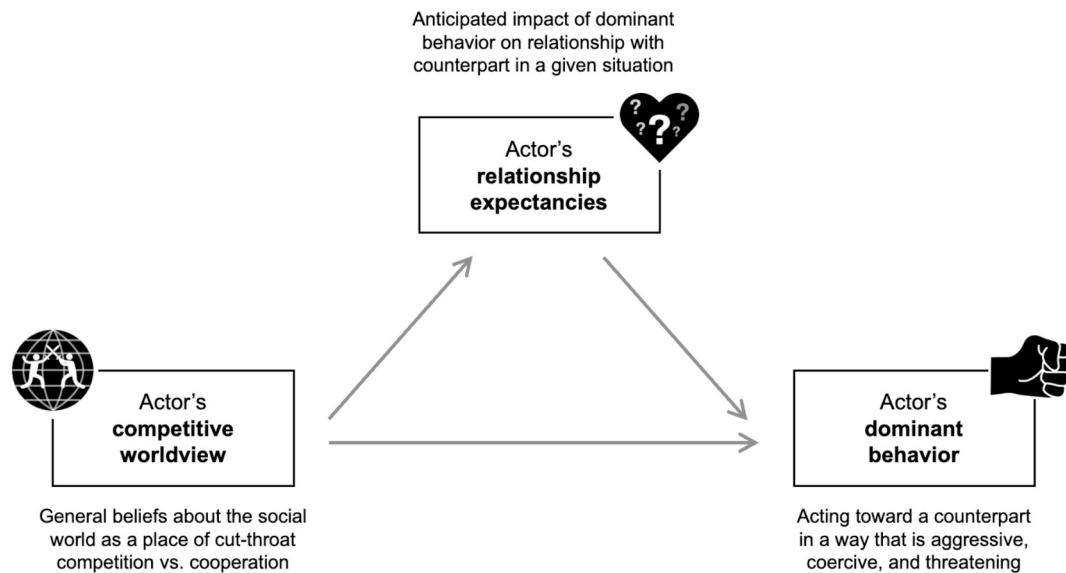 Anticipated impact of dominant
behavior on relationship with
counterpart in a given situation
? ? ? ? ?
Actor's
relationship
expectancies
Actor's
competitive
worldview
General beliefs about the social
world as a place of cut-throat
competition vs. cooperation
Actor's
dominant
behavior
Acting toward a counterpart
in a way that is aggressive,
coercive, and threatening